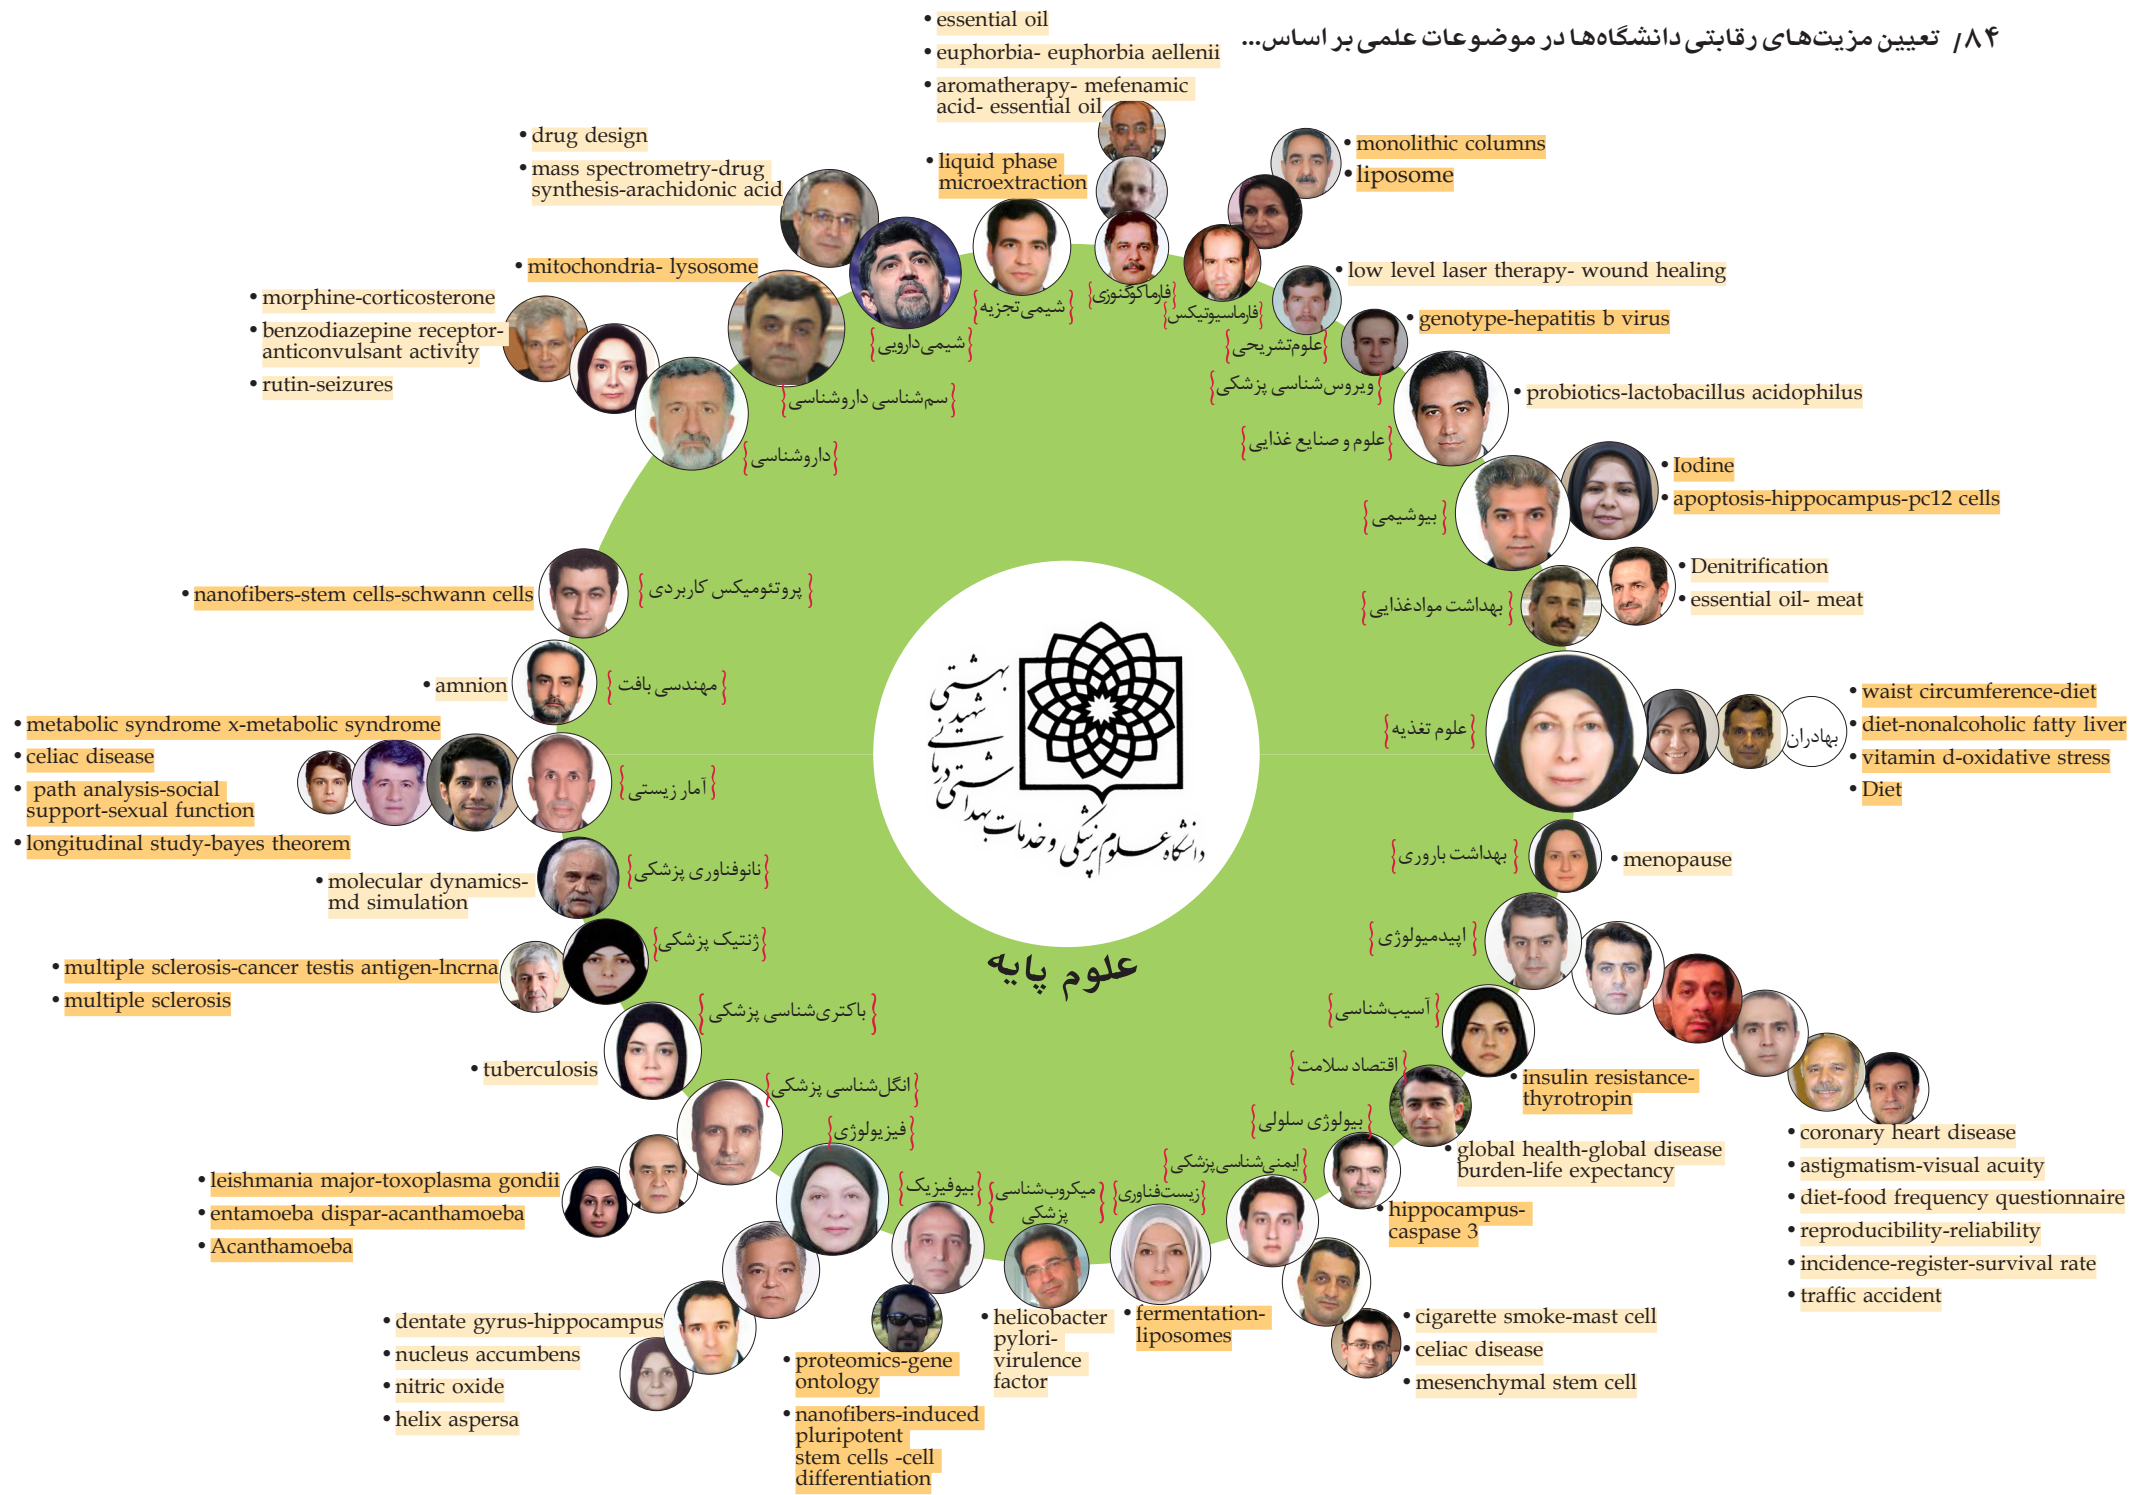 ۸۴/ تعیین مزیت‌های رقابتی دانشگاه‌ها در موضوعات علمی بر اساس...
• essential oil
• euphorbia- euphorbia aellenii
• aromatherapy- mefenamic
acid- essential oil
• liquid phase
microextraction
• drug design
• mass spectrometry-drug
synthesis-arachidonic acid
• mitochondria- lysosome
• morphine-corticosterone
• benzodiazepine receptor-
anticonvulsant activity
• rutin-seizures
• monolithic columns
• liposome
• low level laser therapy- wound healing
• genotype-hepatitis b virus
• probiotics-lactobacillus acidophilus
• Iodine
• apoptosis-hippocampus-pc12 cells
• Denitrification
• essential oil- meat
• waist circumference-diet
• diet-nonalcoholic fatty liver
• vitamin d-oxidative stress
• Diet
بهادران
• menopause
• coronary heart disease
• astigmatism-visual acuity
• diet-food frequency questionnaire
• reproducibility-reliability
• incidence-register-survival rate
• traffic accident
• insulin resistance-
thyrotropin
• global health-global disease
burden-life expectancy
• hippocampus-
caspase 3
• cigarette smoke-mast cell
• celiac disease
• mesenchymal stem cell
• fermentation-
liposomes
• helicobacter
pylori-
virulence
factor
• proteomics-gene
ontology
• nanofibers-induced
pluripotent
stem cells -cell
differentiation
• dentate gyrus-hippocampus
• nucleus accumbens
• nitric oxide
• helix aspersa
• leishmania major-toxoplasma gondii
• entamoeba dispar-acanthamoeba
• Acanthamoeba
• tuberculosis
• multiple sclerosis-cancer testis antigen-lncrna
• multiple sclerosis
• molecular dynamics-
md simulation
• metabolic syndrome x-metabolic syndrome
• celiac disease
• path analysis-social
support-sexual function
• longitudinal study-bayes theorem
• amnion
• nanofibers-stem cells-schwann cells
{شیمی تجزیه}
{فارماکوگنوزی}
{فارماسیوتیکس}
{علوم‌تشریحی}
{ویروس‌شناسی پزشکی}
{علوم و صنایع غذایی}
{بیوشیمی}
{بهداشت موادغذایی}
{علوم تغذیه}
{بهداشت باروری}
{اپیدمیولوژی}
{آسیب‌شناسی}
{اقتصاد سلامت}
{بیولوژی سلولی}
{ایمنی‌شناسی‌پزشکی}
{زیست‌فناوری}
{میکروب‌شناسی
پزشکی}
{بیوفیزیک}
{فیزیولوژی}
{انگل‌شناسی پزشکی}
{باکتری‌شناسی پزشکی}
{ژنتیک پزشکی}
{نانوفناوری پزشکی}
{آمار زیستی}
{مهندسی بافت}
{پروتئومیکس کاربردی}
{داروشناسی}
{سم‌شناسی داروشناسی}
{شیمی‌دارویی}
دانشگاه علوم پزشکی و خدمات بهداشتی درمانی شهید بهشتی
علوم پایه